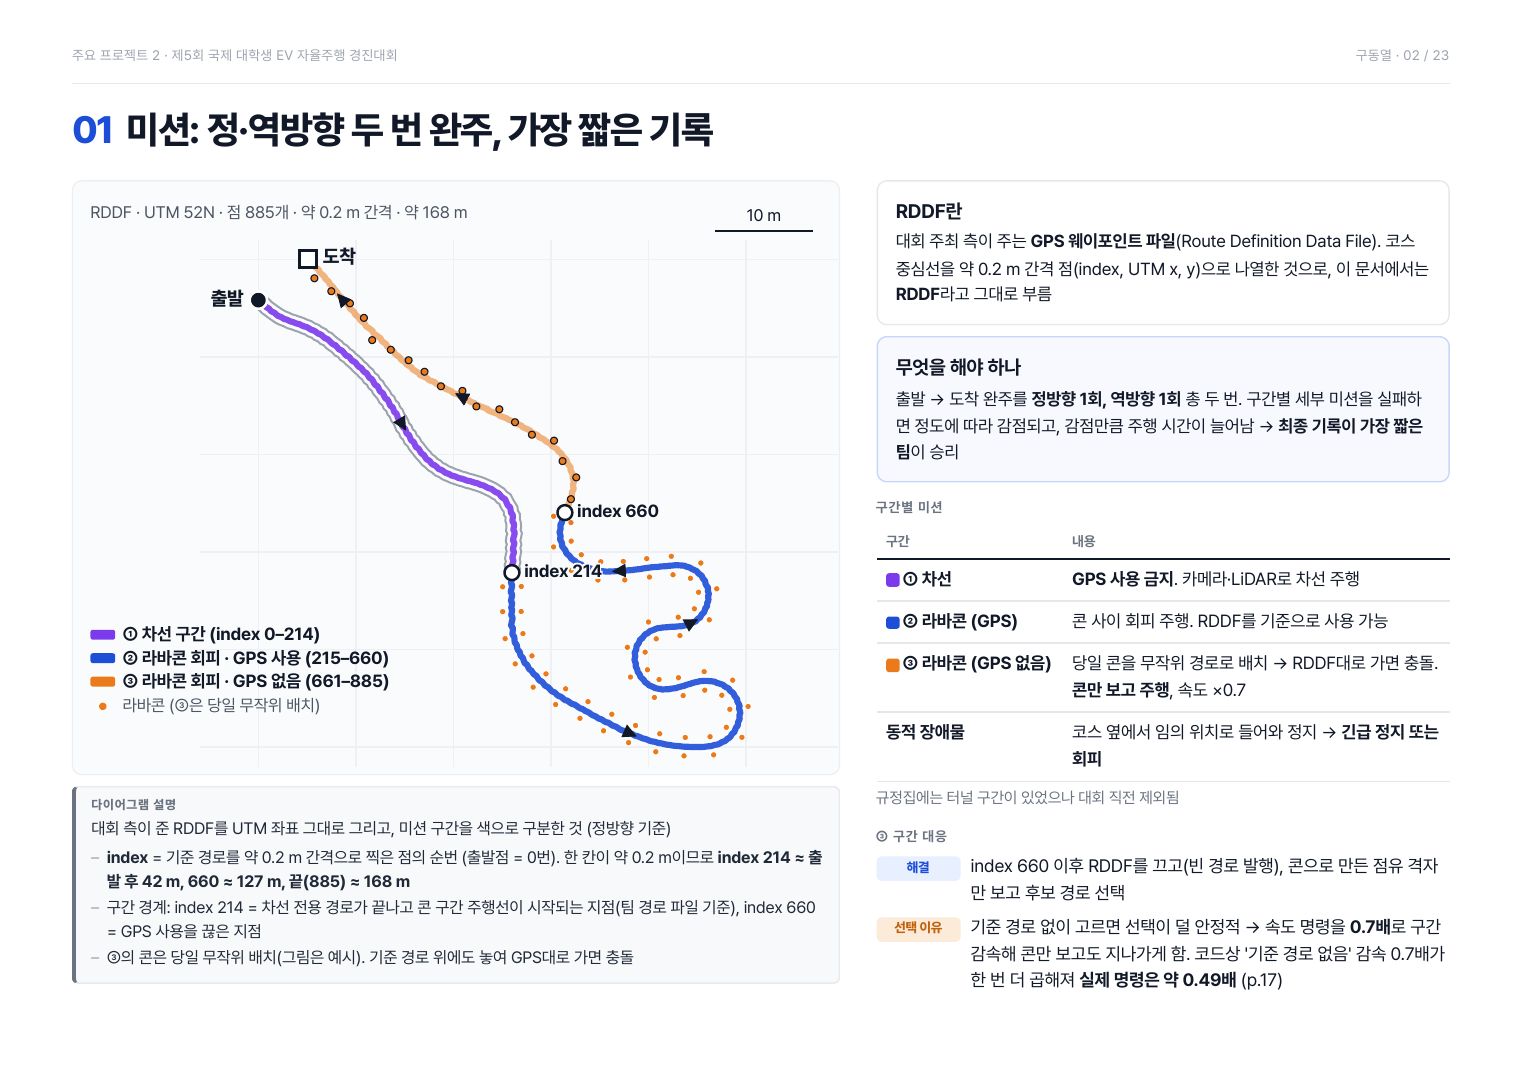 주요 프로젝트 2 · 제5회 국제 대학생 EV 자율주행 경진대회
구동열 · 02 / 23
01 미션: 정·역방향 두 번 완주, 가장 짧은 기록
RDDF · UTM 52N · 점 885개 · 약 0.2 m 간격 · 약 168 m
10 m
도착
출발
index 660
index 214
① 차선 구간 (index 0–214)
② 라바콘 회피 · GPS 사용 (215–660)
③ 라바콘 회피 · GPS 없음 (661–885)
라바콘 (③은 당일 무작위 배치)
다이어그램 설명
대회 측이 준 RDDF를 UTM 좌표 그대로 그리고, 미션 구간을 색으로 구분한 것 (정방향 기준)
– index = 기준 경로를 약 0.2 m 간격으로 찍은 점의 순번 (출발점 = 0번). 한 칸이 약 0.2 m이므로 index 214 ≈ 출
발 후 42 m, 660 ≈ 127 m, 끝(885) ≈ 168 m
– 구간 경계: index 214 = 차선 전용 경로가 끝나고 콘 구간 주행선이 시작되는 지점(팀 경로 파일 기준), index 660
= GPS 사용을 끊은 지점
– ③의 콘은 당일 무작위 배치(그림은 예시). 기준 경로 위에도 놓여 GPS대로 가면 충돌
RDDF란
대회 주최 측이 주는 GPS 웨이포인트 파일(Route Definition Data File). 코스
중심선을 약 0.2 m 간격 점(index, UTM x, y)으로 나열한 것으로, 이 문서에서는
RDDF라고 그대로 부름
무엇을 해야 하나
출발 → 도착 완주를 정방향 1회, 역방향 1회 총 두 번. 구간별 세부 미션을 실패하
면 정도에 따라 감점되고, 감점만큼 주행 시간이 늘어남 → 최종 기록이 가장 짧은
팀이 승리
구간별 미션
구간 내용
① 차선 GPS 사용 금지. 카메라·LiDAR로 차선 주행
② 라바콘 (GPS) 콘 사이 회피 주행. RDDF를 기준으로 사용 가능
③ 라바콘 (GPS 없음) 당일 콘을 무작위 경로로 배치 → RDDF대로 가면 충돌.
콘만 보고 주행, 속도 ×0.7
동적 장애물 코스 옆에서 임의 위치로 들어와 정지 → 긴급 정지 또는
회피
규정집에는 터널 구간이 있었으나 대회 직전 제외됨
③ 구간 대응
해결 index 660 이후 RDDF를 끄고(빈 경로 발행), 콘으로 만든 점유 격자
만 보고 후보 경로 선택
선택 이유 기준 경로 없이 고르면 선택이 덜 안정적 → 속도 명령을 0.7배로 구간
감속해 콘만 보고도 지나가게 함. 코드상 '기준 경로 없음' 감속 0.7배가
한 번 더 곱해져 실제 명령은 약 0.49배 (p.17)